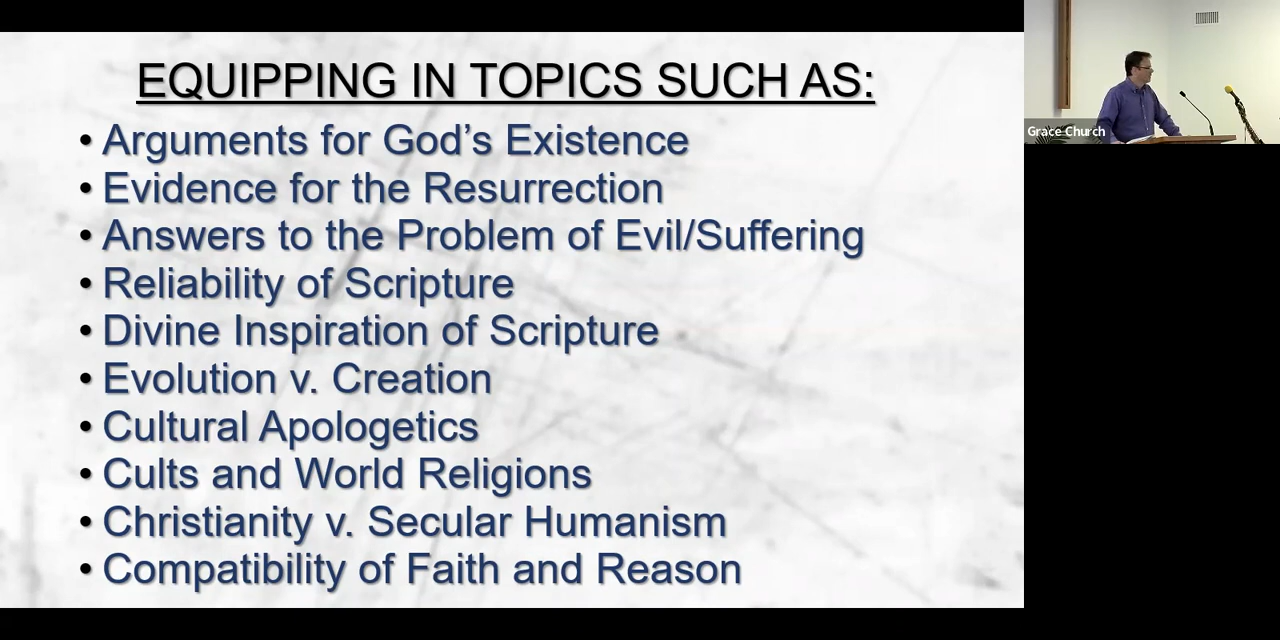 EQUIPPING IN TOPICS SUCH AS:
• Arguments for God’s Existence
• Evidence for the Resurrection
• Answers to the Problem of Evil/Suffering
• Reliability of Scripture
• Divine Inspiration of Scripture
• Evolution v. Creation
• Cultural Apologetics
• Cults and World Religions
• Christianity v. Secular Humanism
• Compatibility of Faith and Reason
Grace Church